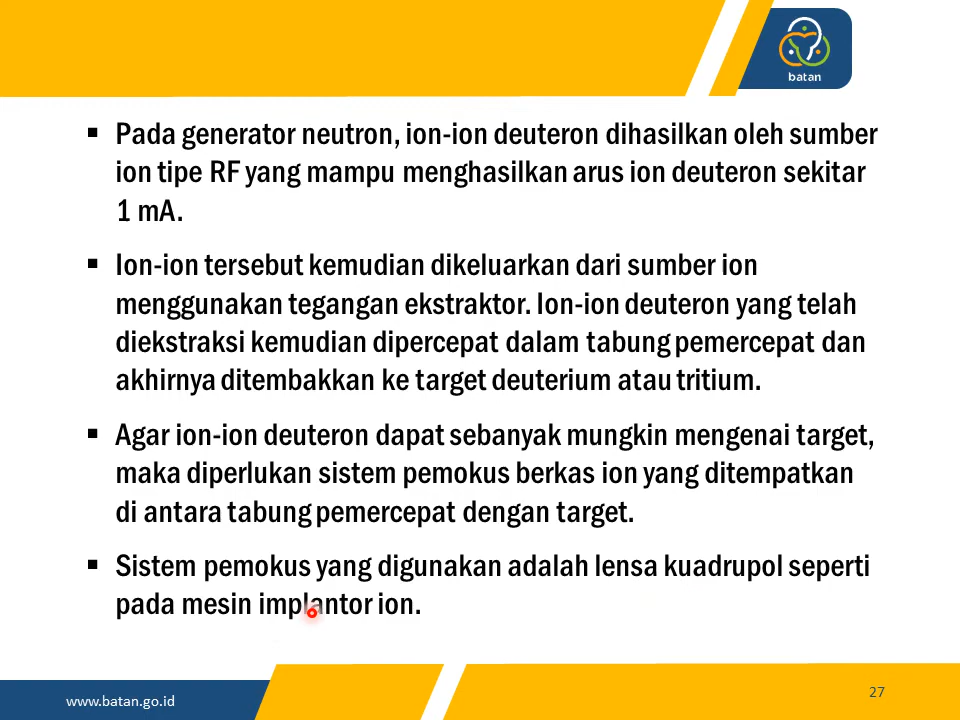 batan
▪ Pada generator neutron, ion-ion deuteron dihasilkan oleh sumber
ion tipe RF yang mampu menghasilkan arus ion deuteron sekitar
1 mA.
▪ Ion-ion tersebut kemudian dikeluarkan dari sumber ion
menggunakan tegangan ekstraktor. Ion-ion deuteron yang telah
diekstraksi kemudian dipercepat dalam tabung pemercepat dan
akhirnya ditembakkan ke target deuterium atau tritium.
▪ Agar ion-ion deuteron dapat sebanyak mungkin mengenai target,
maka diperlukan sistem pemokus berkas ion yang ditempatkan
di antara tabung pemercepat dengan target.
▪ Sistem pemokus yang digunakan adalah lensa kuadrupol seperti
pada mesin implantor ion.
www.batan.go.id
27